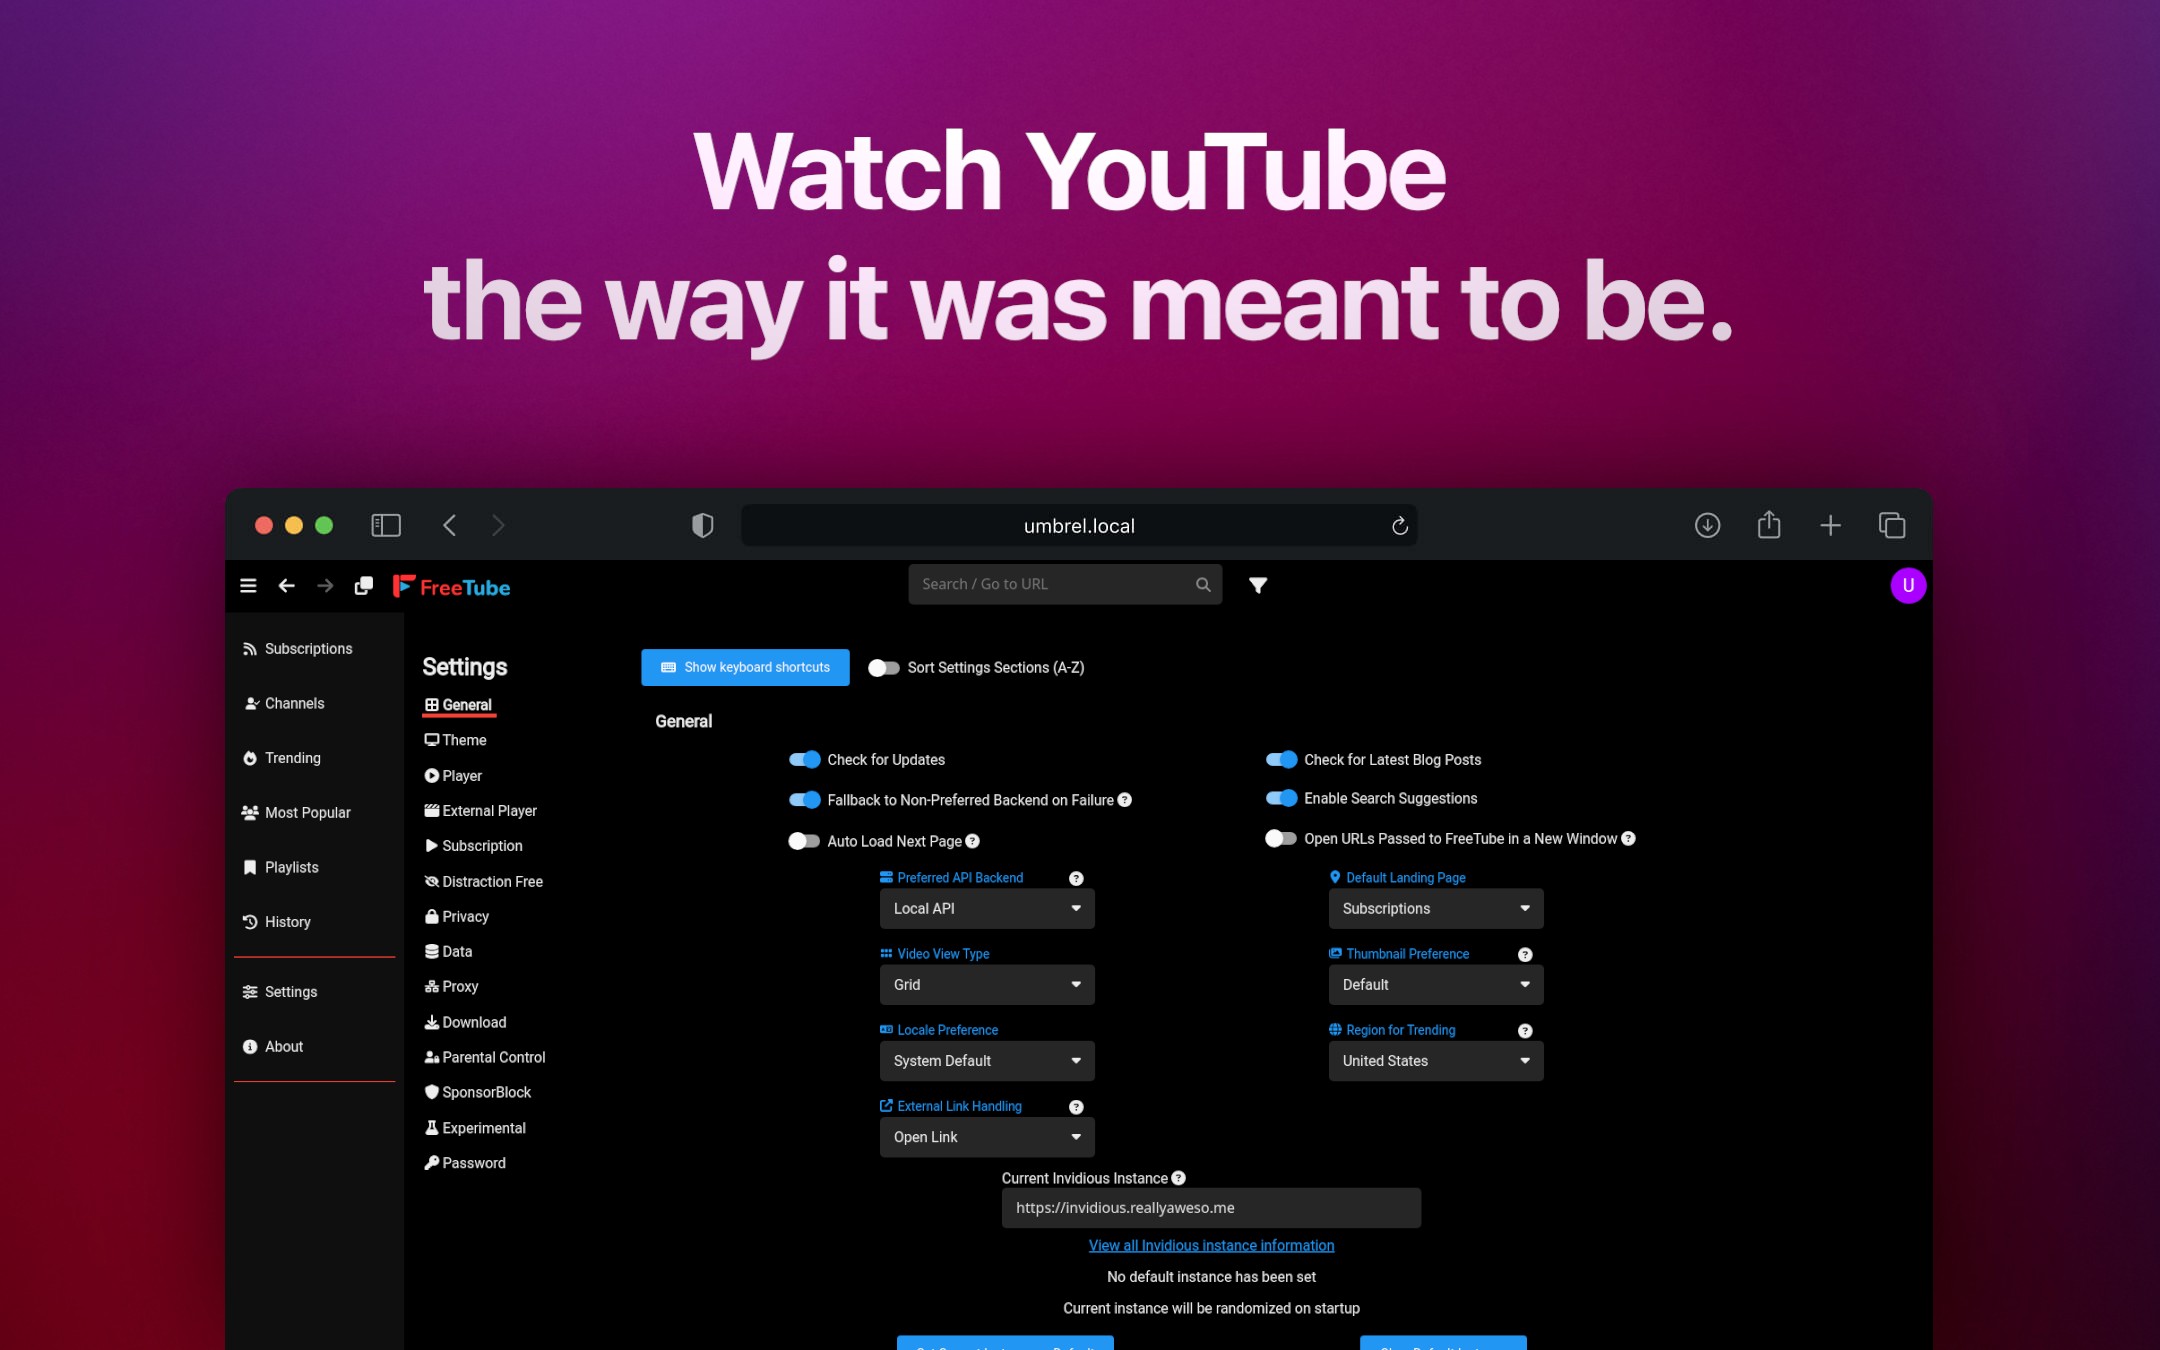 Watch YouTube
the way it was meant to be.
umbrel.local
FreeTube
Search / Go to URL
U
Subscriptions
Channels
Trending
Most Popular
Playlists
History
Settings
About
Settings
General
Theme
Player
External Player
Subscription
Distraction Free
Privacy
Data
Proxy
Download
Parental Control
SponsorBlock
Experimental
Password
Show keyboard shortcuts
Sort Settings Sections (A-Z)
General
Check for Updates
Check for Latest Blog Posts
Fallback to Non-Preferred Backend on Failure
Enable Search Suggestions
Auto Load Next Page
Open URLs Passed to FreeTube in a New Window
Preferred API Backend
Local API
Default Landing Page
Subscriptions
Video View Type
Grid
Thumbnail Preference
Default
Locale Preference
System Default
Region for Trending
United States
External Link Handling
Open Link
Current Invidious Instance
https://invidious.reallyaweso.me
View all Invidious instance information
No default instance has been set
Current instance will be randomized on startup